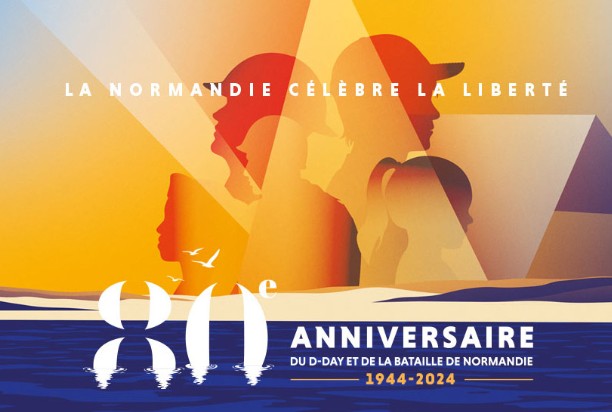 LA NORMANDIE CÉLÈBRE LA LIBERTÉ
80e
ANNIVERSAIRE
DU D-DAY ET DE LA BATAILLE DE NORMANDIE
1944-2024